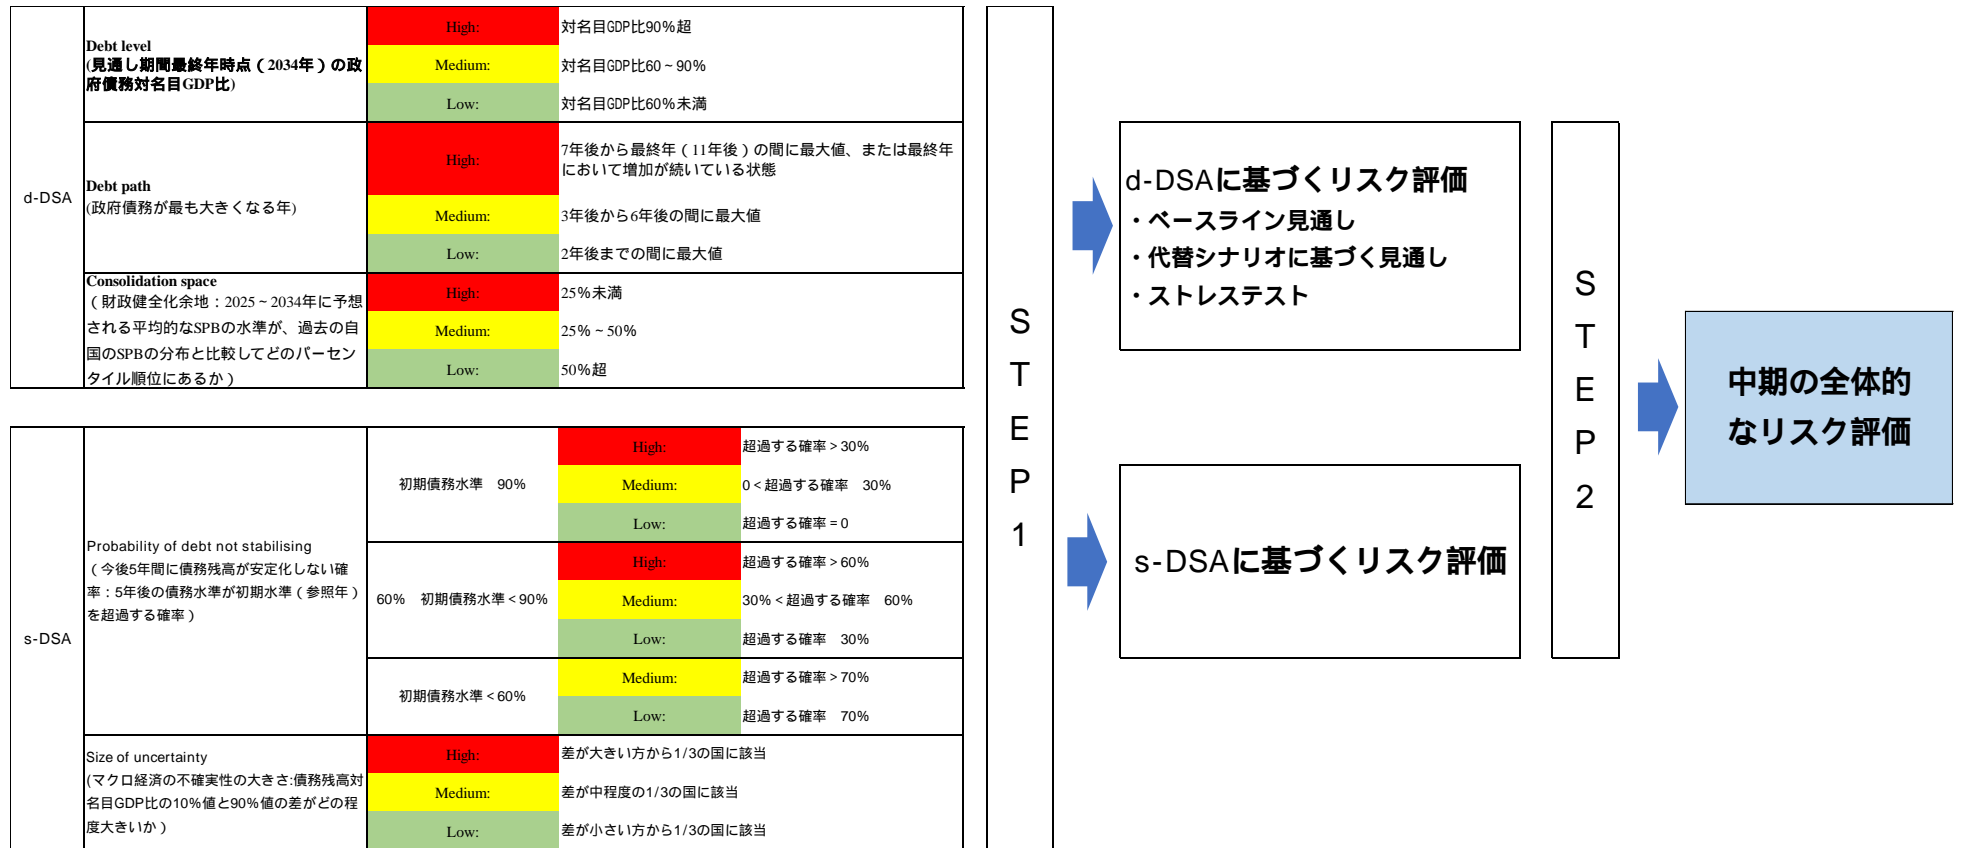 d-DSA
Debt level
(見通し期間最終年時点（2034年）の政
府債務対名目GDP比)
High:
対名目GDP比90%超
Medium:
対名目GDP比60～90%
Low:
対名目GDP比60%未満
Debt path
(政府債務が最も大きくなる年)
High:
7年後から最終年（11年後）の間に最大値、または最終年
において増加が続いている状態
Medium:
3年後から6年後の間に最大値
Low:
2年後までの間に最大値
Consolidation space
（財政健全化余地：2025～2034年に予想
される平均的なSPBの水準が、過去の自
国のSPBの分布と比較してどのパーセン
タイル順位にあるか）
High:
25%未満
Medium:
25%～50%
Low:
50%超
s-DSA
Probability of debt not stabilising
（今後5年間に債務残高が安定化しない確
率：5年後の債務水準が初期水準（参照年）
を超過する確率）
初期債務水準　90%
High:
超過する確率＞30%
Medium:
0＜超過する確率　30%
Low:
超過する確率＝0
60%　初期債務水準＜90%
High:
超過する確率＞60%
Medium:
30%＜超過する確率　60%
Low:
超過する確率　30%
初期債務水準＜60%
Medium:
超過する確率＞70%
Low:
超過する確率　70%
Size of uncertainty
(マクロ経済の不確実性の大きさ:債務残高対
名目GDP比の10%値と90%値の差がどの程
度大きいか）
High:
差が大きい方から1/3の国に該当
Medium:
差が中程度の1/3の国に該当
Low:
差が小さい方から1/3の国に該当
STEP1
d-DSAに基づくリスク評価
・ベースライン見通し
・代替シナリオに基づく見通し
・ストレステスト
s-DSAに基づくリスク評価
STEP2
中期の全体的
なリスク評価